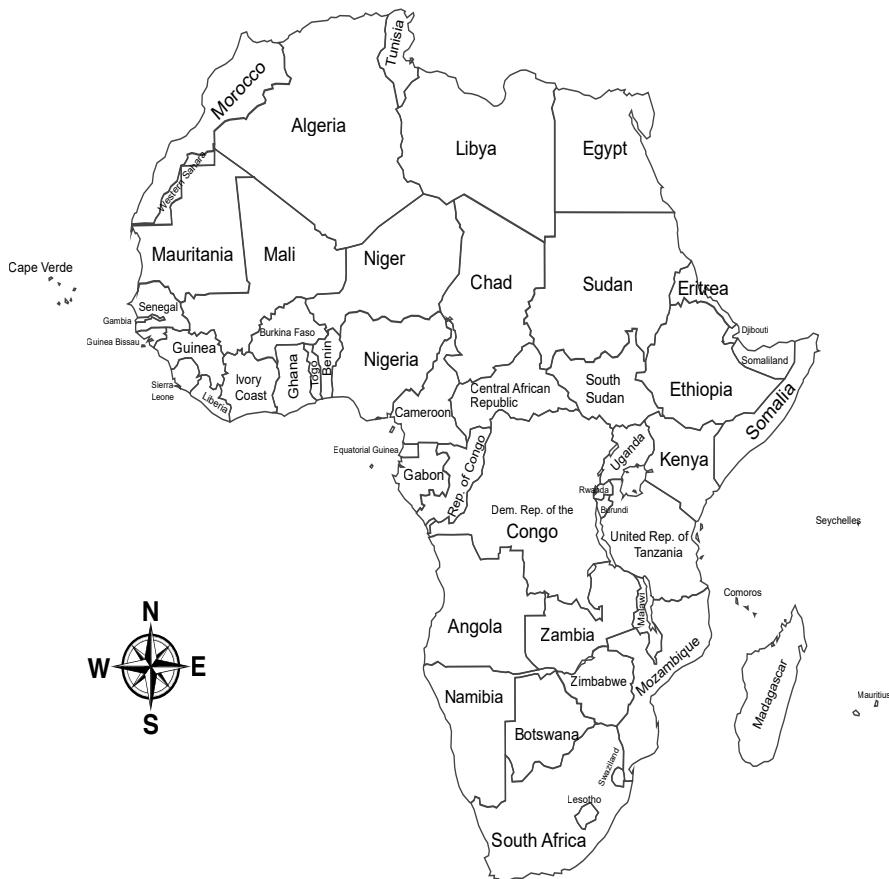 Tunisia
Morocco
Algeria
Libya
Egypt
Western Sahara
Mauritania
Mali
Niger
Chad
Sudan
Eritrea
Cape Verde
Senegal
Gambia
Guinea Bissau
Guinea
Burkina Faso
Djibouti
Somaliland
Sierra
Leone
Liberia
Ivory
Coast
Ghana
Togo
Benin
Nigeria
Cameroon
Central African
Republic
South
Sudan
Ethiopia
Somalia
Equatorial Guinea
Gabon
Rep. of Congo
Uganda
Kenya
Rwanda
Burundi
Dem. Rep. of the
Congo
United Rep. of
Tanzania
Seychelles
Comoros
Angola
Zambia
Malawi
Mozambique
Madagascar
Mauritius
Zimbabwe
Namibia
Botswana
Swaziland
Lesotho
South Africa
N
W
E
S